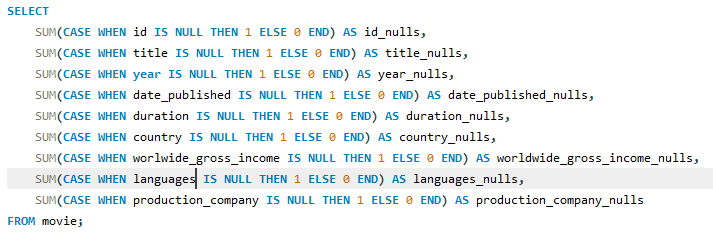 SELECT
SUM(CASE WHEN id IS NULL THEN 1 ELSE 0 END) AS id_nulls,
SUM(CASE WHEN title IS NULL THEN 1 ELSE 0 END) AS title_nulls,
SUM(CASE WHEN year IS NULL THEN 1 ELSE 0 END) AS year_nulls,
SUM(CASE WHEN date_published IS NULL THEN 1 ELSE 0 END) AS date_published_nulls,
SUM(CASE WHEN duration IS NULL THEN 1 ELSE 0 END) AS duration_nulls,
SUM(CASE WHEN country IS NULL THEN 1 ELSE 0 END) AS country_nulls,
SUM(CASE WHEN worlwide_gross_income IS NULL THEN 1 ELSE 0 END) AS worldwide_gross_income_nulls,
SUM(CASE WHEN languages IS NULL THEN 1 ELSE 0 END) AS languages_nulls,
SUM(CASE WHEN production_company IS NULL THEN 1 ELSE 0 END) AS production_company_nulls
FROM movie;